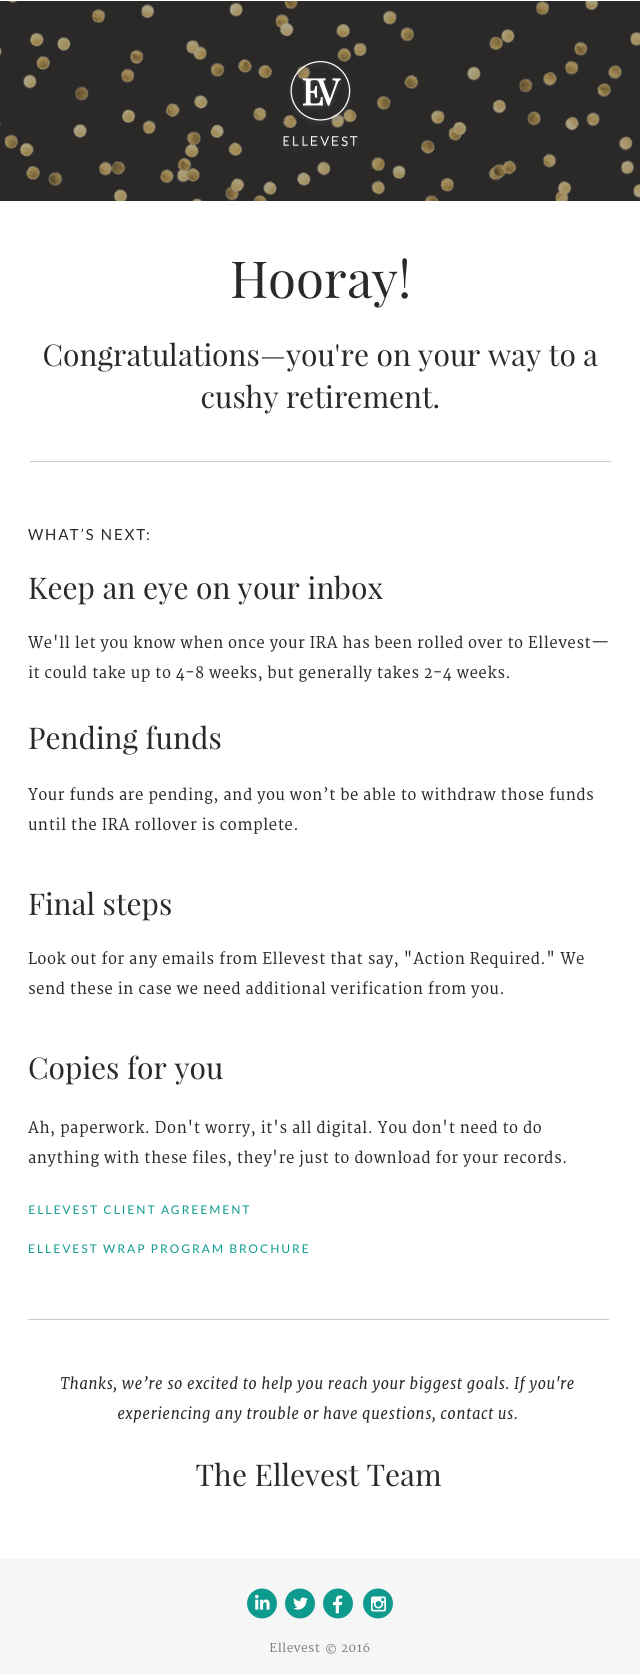 EV
ELLEVEST
Hooray!
Congratulations—you're on your way to a
cushy retirement.
WHAT’S NEXT:
Keep an eye on your inbox
We'll let you know when once your IRA has been rolled over to Ellevest—
it could take up to 4-8 weeks, but generally takes 2-4 weeks.
Pending funds
Your funds are pending, and you won’t be able to withdraw those funds
until the IRA rollover is complete.
Final steps
Look out for any emails from Ellevest that say, "Action Required." We
send these in case we need additional verification from you.
Copies for you
Ah, paperwork. Don't worry, it's all digital. You don't need to do
anything with these files, they're just to download for your records.
ELLEVEST CLIENT AGREEMENT
ELLEVEST WRAP PROGRAM BROCHURE
Thanks, we’re so excited to help you reach your biggest goals. If you're
experiencing any trouble or have questions, contact us.
The Ellevest Team
in f
Ellevest © 2016